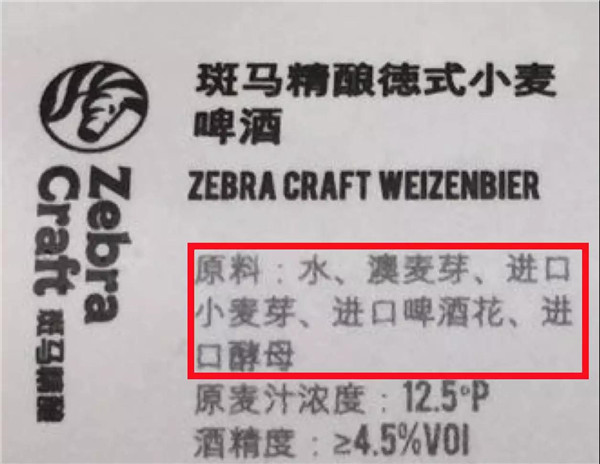 斑马精酿德式小麦
啤酒
ZEBRA CRAFT WEIZENBIER
Zebra
Craft 斑马精酿
原料：水、澳麦芽、进口
小麦芽、进口啤酒花、进
口酵母
原麦汁浓度：12.5°P
酒精度：≥4.5%VOl